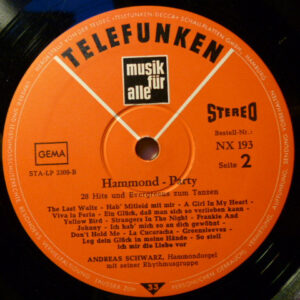 TELEFUNKEN
musik
für
alle
STEREO
GEMA
Bestell-Nr.:
NX 193
Seite 2
STA-LP 3309-B
Hammond - Party
28 Hits und Evergreens zum Tanzen
The Last Waltz - Hab' Mitleid mit mir - A Girl In My Heart
Viva la Feria - Ein Glück, daß man sich so verlieben kann -
Yellow Bird - Strangers In The Night - Frankie And
Johnny - Ich hab' mich so an dich gewöhnt -
Don't Hold Me - La Cucaracha - Greensleeves -
Leg dein Glück in meine Hände - So stell
ich mir die Liebe vor
ANDREAS SCHWARZ, Hammondorgel
mit seiner Rhythmusgruppe
33